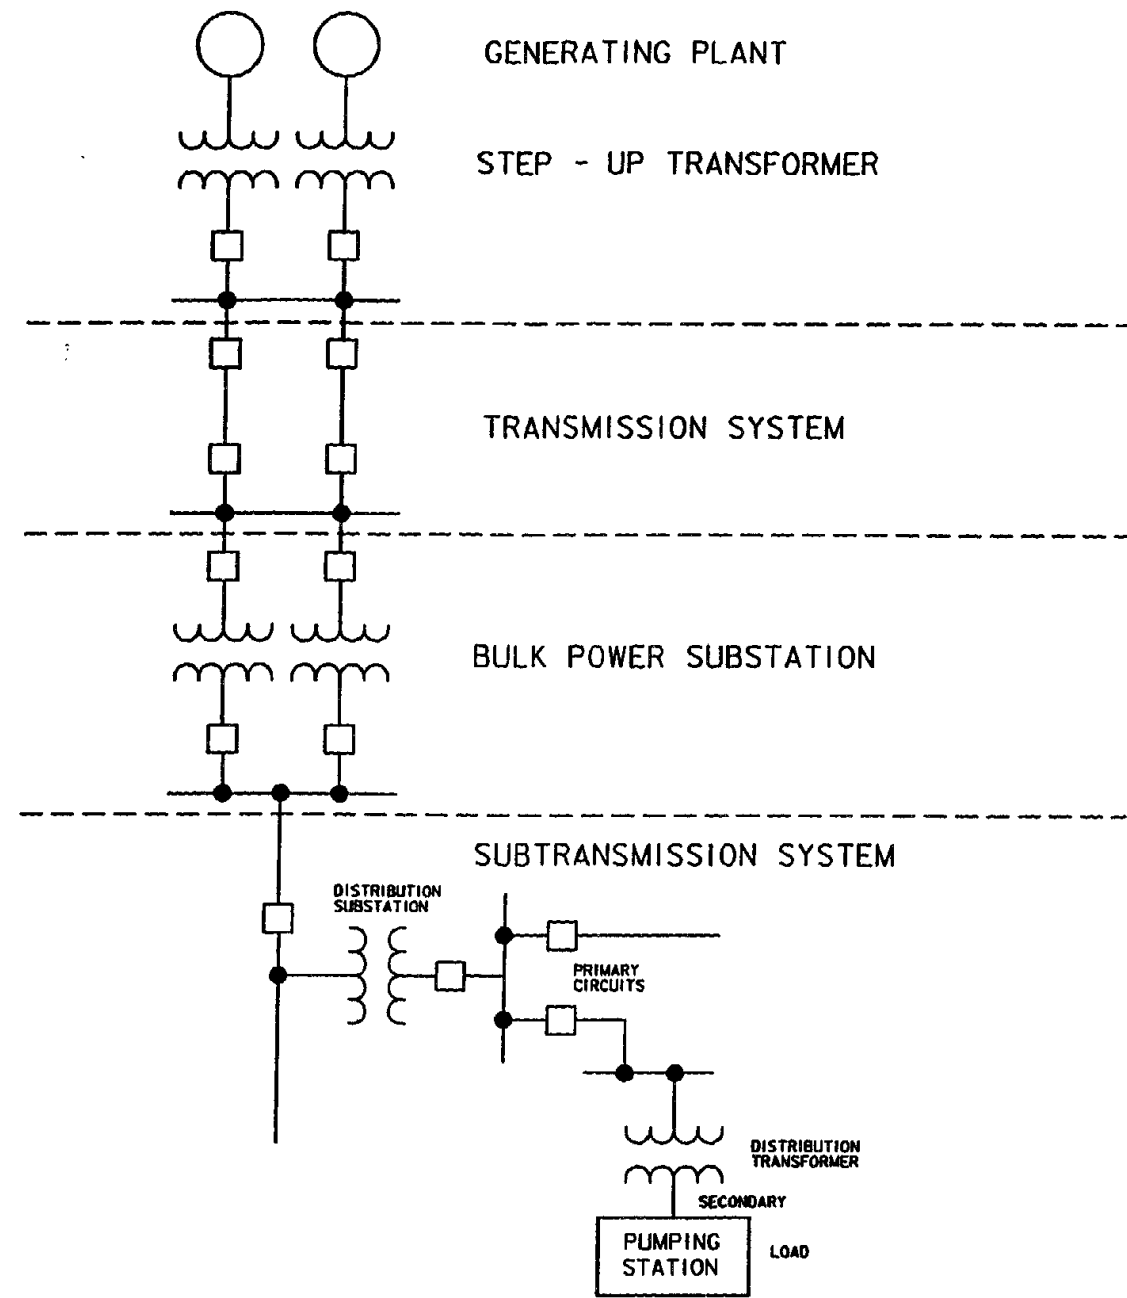 GENERATING PLANT
STEP - UP TRANSFORMER
TRANSMISSION SYSTEM
BULK POWER SUBSTATION
SUBTRANSMISSION SYSTEM
DISTRIBUTION
SUBSTATION
PRIMARY
CIRCUITS
DISTRIBUTION
TRANSFORMER
SECONDARY
PUMPING
STATION
LOAD